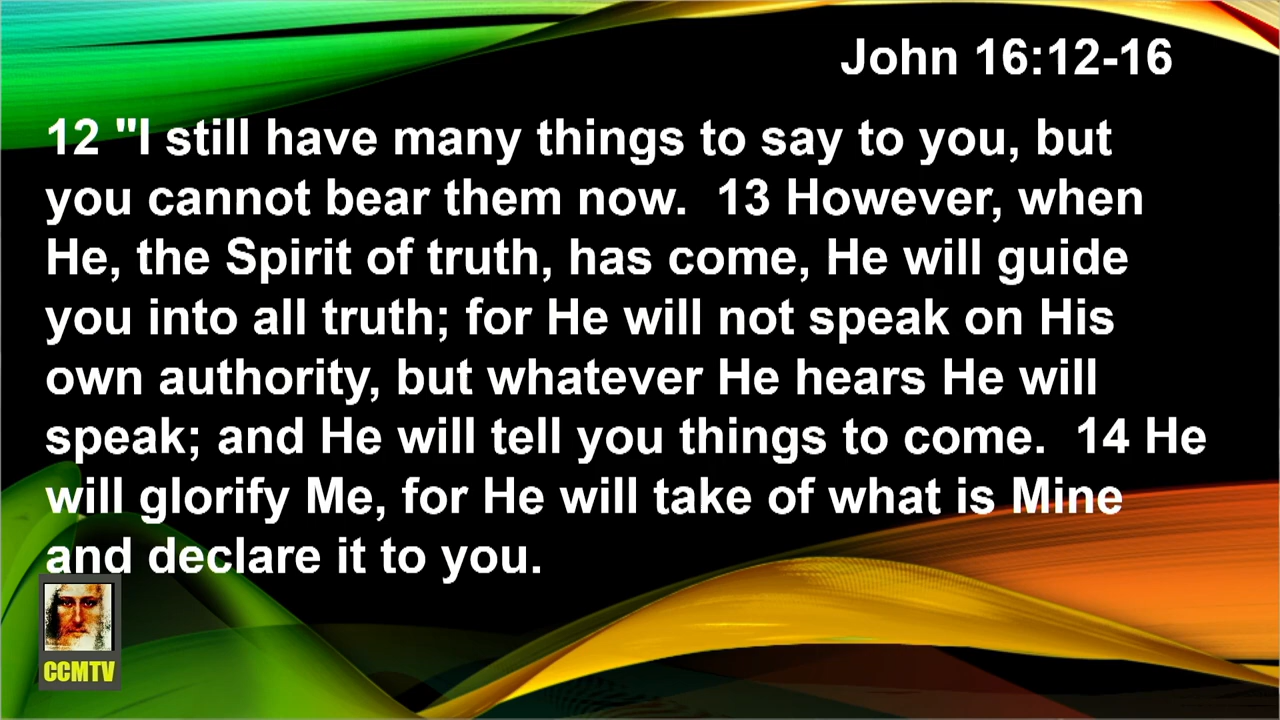 John 16:12-16
12 "I still have many things to say to you, but
you cannot bear them now.  13 However, when
He, the Spirit of truth, has come, He will guide
you into all truth; for He will not speak on His
own authority, but whatever He hears He will
speak; and He will tell you things to come.  14 He
will glorify Me, for He will take of what is Mine
and declare it to you.
CCMTV